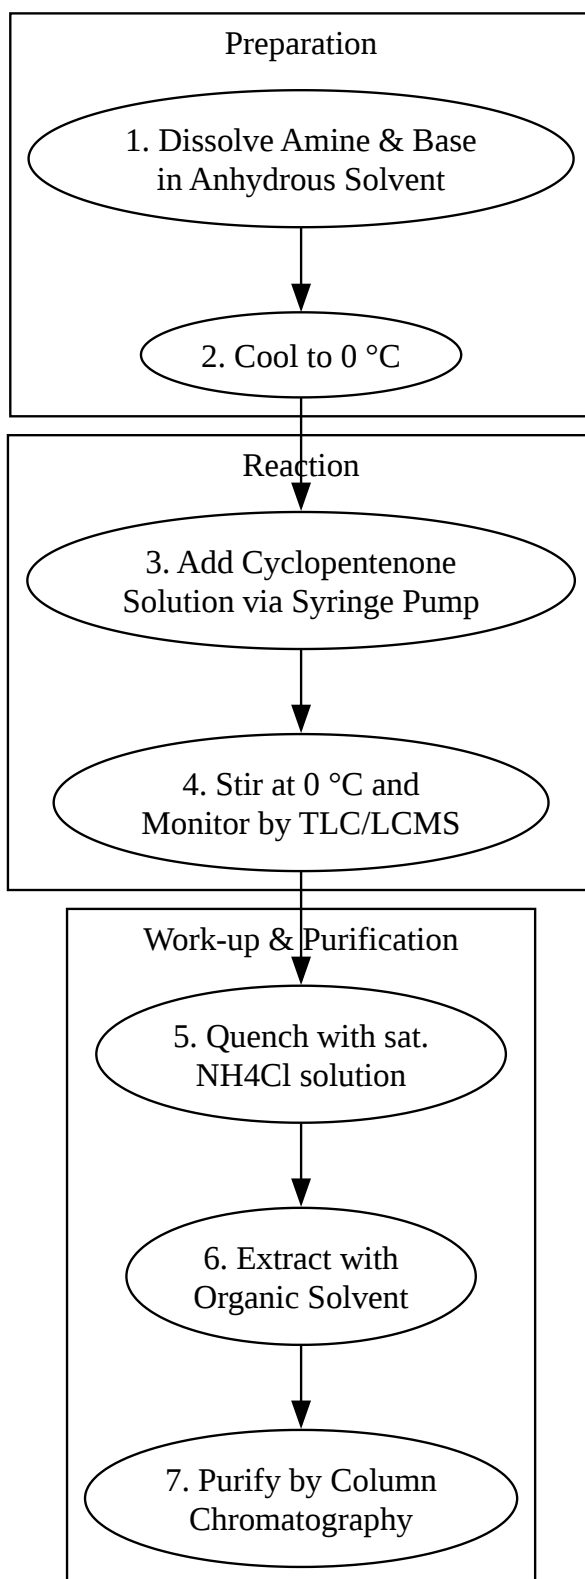 Preparation
1. Dissolve Amine & Base
in Anhydrous Solvent
2. Cool to 0 °C
Reaction
3. Add Cyclopentenone
Solution via Syringe Pump
4. Stir at 0 °C and
Monitor by TLC/LCMS
Work-up & Purification
5. Quench with sat.
NH4Cl solution
6. Extract with
Organic Solvent
7. Purify by Column
Chromatography